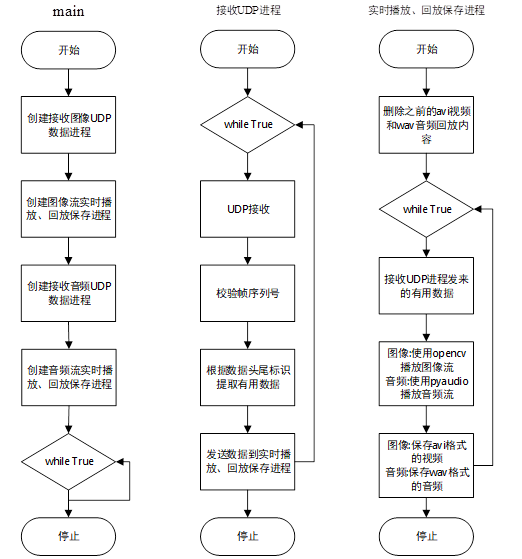 main
开始
创建接收图像UDP
数据进程
创建图像流实时播
放、回放保存进程
创建接收音频UDP
数据进程
创建音频流实时播
放、回放保存进程
while True
停止
接收UDP进程
开始
while True
UDP接收
校验帧序列号
根据数据头尾标识
提取有用数据
发送数据到实时播
放、回放保存进程
停止
实时播放、回放保存进程
开始
删除之前的avi视频
和wav音频回放内
容
while True
接收UDP进程发来
的有用数据
图像:使用opencv
播放图像流
音频:使用pyaudio
播放音频流
图像:保存avi格式
的视频
音频:保存wav格式
的音频
停止